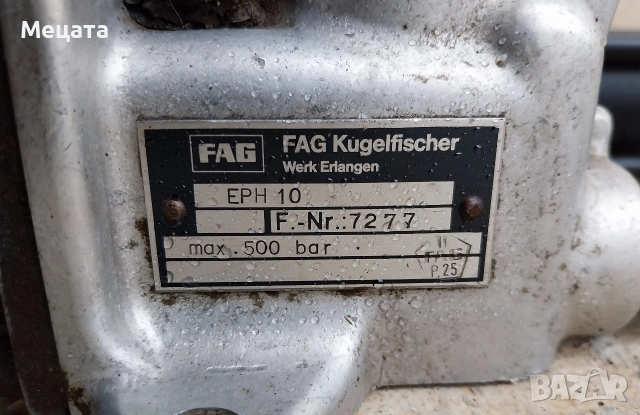 Мецата
FAG
FAG Kugelfischer
Werk Erlangen
EPH 10
F.-Nr.: 7277
max. 500 bar
P.25
BAZAR